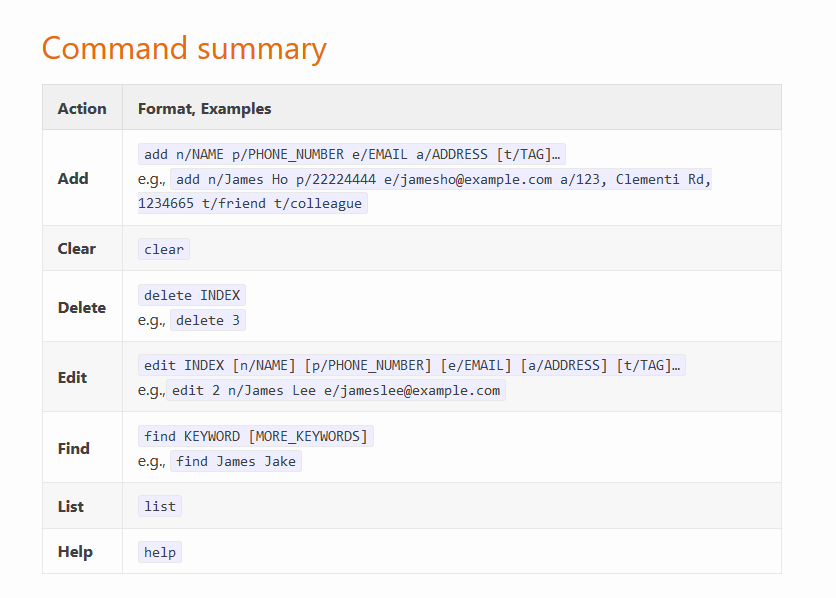 Command summary
Action Format, Examples
Add
add n/NAME p/PHONE_NUMBER e/EMAIL a/ADDRESS [t/TAG]…
e.g., add n/James Ho p/22224444 e/jamesho@example.com a/123, Clementi Rd,
1234665 t/friend t/colleague
Clear clear
Delete
delete INDEX
e.g., delete 3
Edit
edit INDEX [n/NAME] [p/PHONE_NUMBER] [e/EMAIL] [a/ADDRESS] [t/TAG]…
e.g., edit 2 n/James Lee e/jameslee@example.com
Find
find KEYWORD [MORE_KEYWORDS]
e.g., find James Jake
List list
Help help